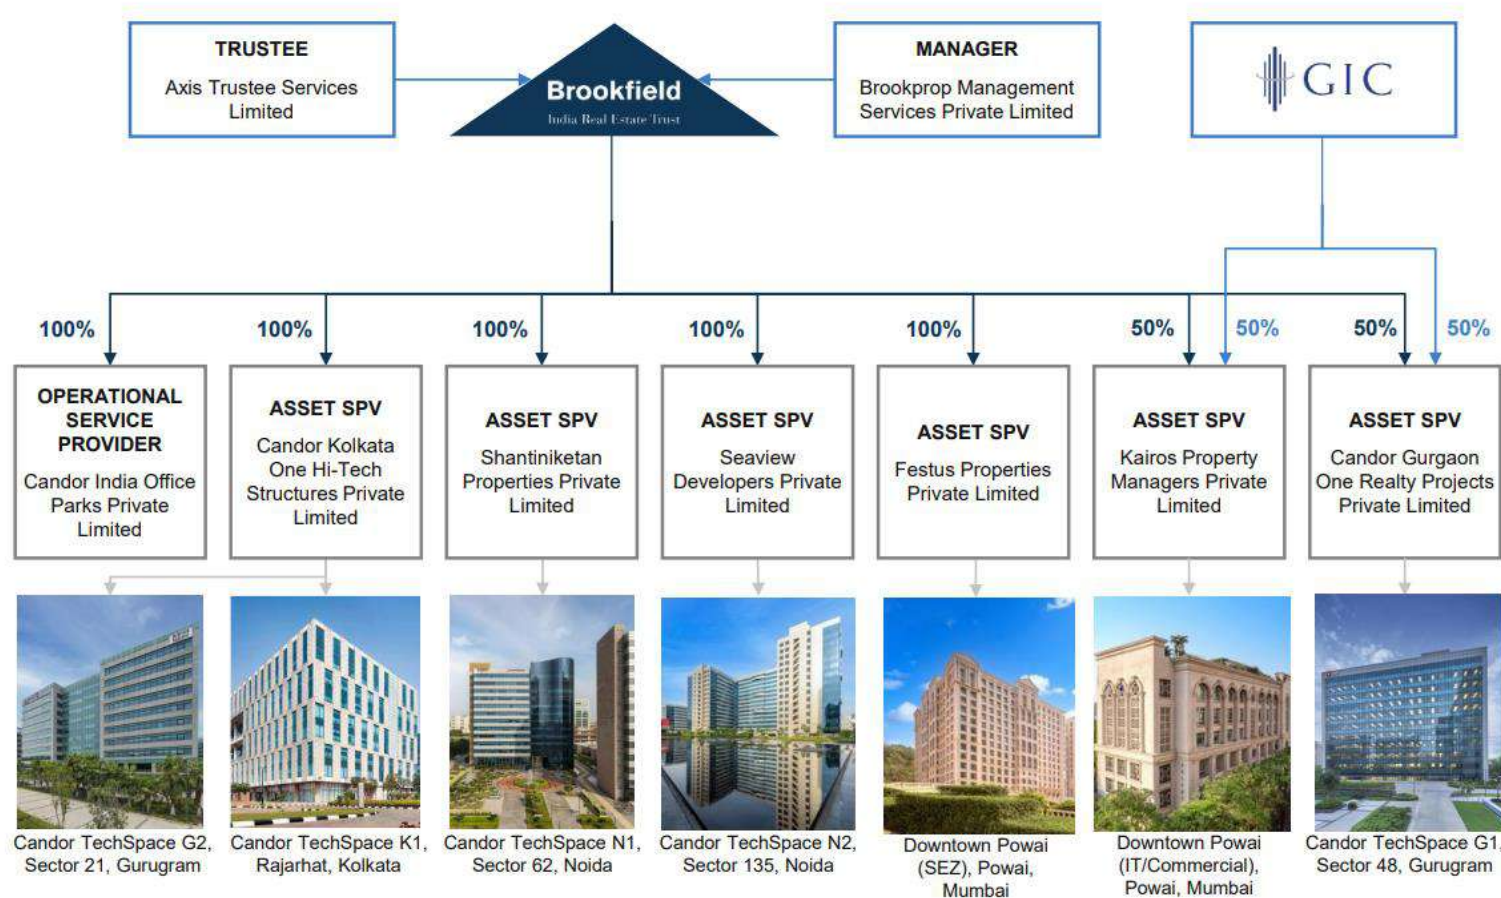 TRUSTEE
Axis Trustee Services
Limited
Brookfield
India Real Estate Trust
MANAGER
Brookprop Management
Services Private Limited
GIC
100%
100%
100%
100%
100%
50%
50%
50%
50%
OPERATIONAL
SERVICE
PROVIDER
Candor India Office
Parks Private
Limited
ASSET SPV
Candor Kolkata
One Hi-Tech
Structures Private
Limited
ASSET SPV
Shantiniketan
Properties Private
Limited
ASSET SPV
Seaview
Developers Private
Limited
ASSET SPV
Festus Properties
Private Limited
ASSET SPV
Kairos Property
Managers Private
Limited
ASSET SPV
Candor Gurgaon
One Realty Projects
Private Limited
Candor TechSpace G2,
Sector 21, Gurugram
Candor TechSpace K1,
Rajarhat, Kolkata
Candor TechSpace N1,
Sector 62, Noida
Candor TechSpace N2,
Sector 135, Noida
Downtown Powai
(SEZ), Powai,
Mumbai
Downtown Powai
(IT/Commercial),
Powai, Mumbai
Candor TechSpace G1,
Sector 48, Gurugram